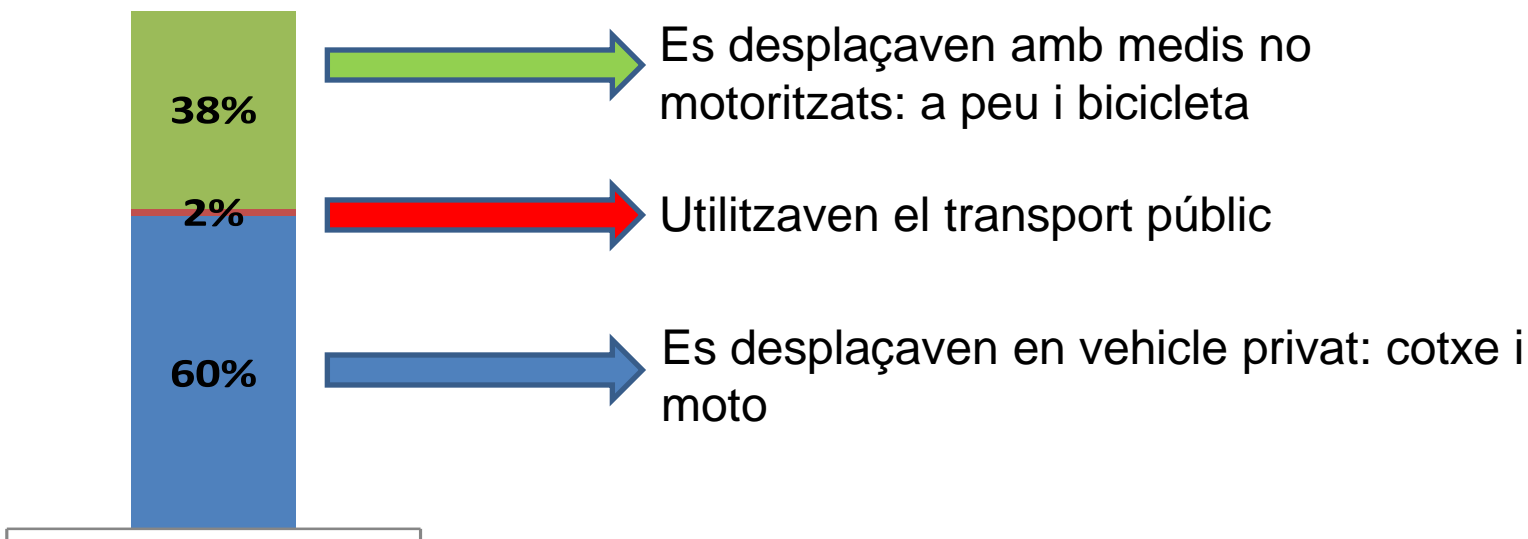 38%
Es desplaçaven amb medis no
motoritzats: a peu i bicicleta
2%
Utilitzaven el transport públic
60%
Es desplaçaven en vehicle privat: cotxe i
moto